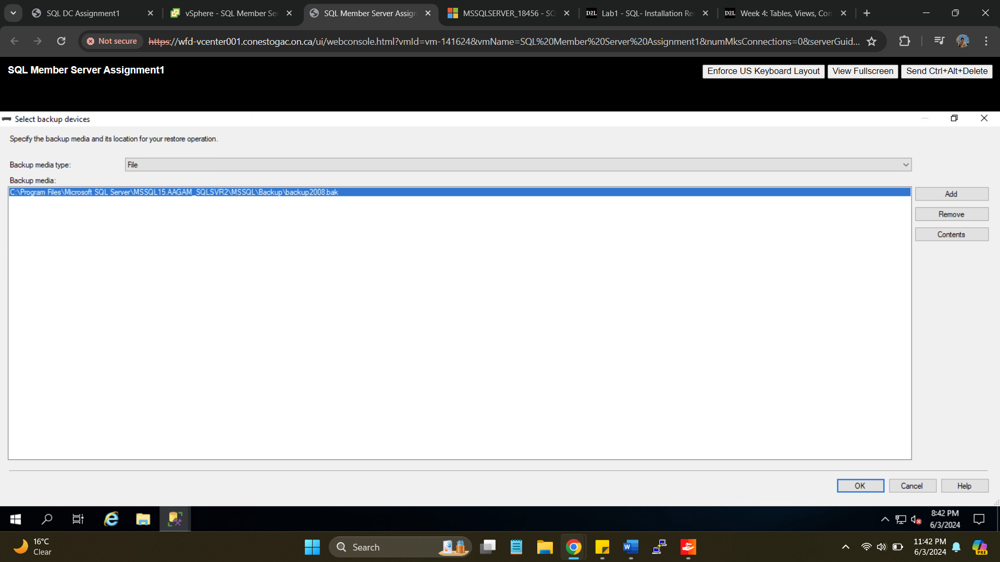 SQL DC Assignment1
vSphere - SQL Member Se
SQL Member Server Assign
MSSQLSERVER_18456 - SQ
D2L
Lab1 - SQL- Installation Re
D2L
Week 4: Tables, Views, Con
Not secure
https://wfd-vcenter001.conestogac.on.ca/ui/webconsole.html?vmId=vm-141624&vmName=SQL%20Member%20Server%20Assignment1&numMksConnections=0&serverGuid...
SQL Member Server Assignment1
Enforce US Keyboard Layout
View Fullscreen
Send Ctrl+Alt+Delete
Select backup devices
Specify the backup media and its location for your restore operation.
Backup media type:
File
Backup media:
C:\Program Files\Microsoft SQL Server\MSSQL15.AAGAM_SQLSVR2\MSSQL\Backup\backup2008.bak
Add
Remove
Contents
OK
Cancel
Help
8:42 PM
6/3/2024
16°C
Clear
Search
W
11:42 PM
6/3/2024
PRE